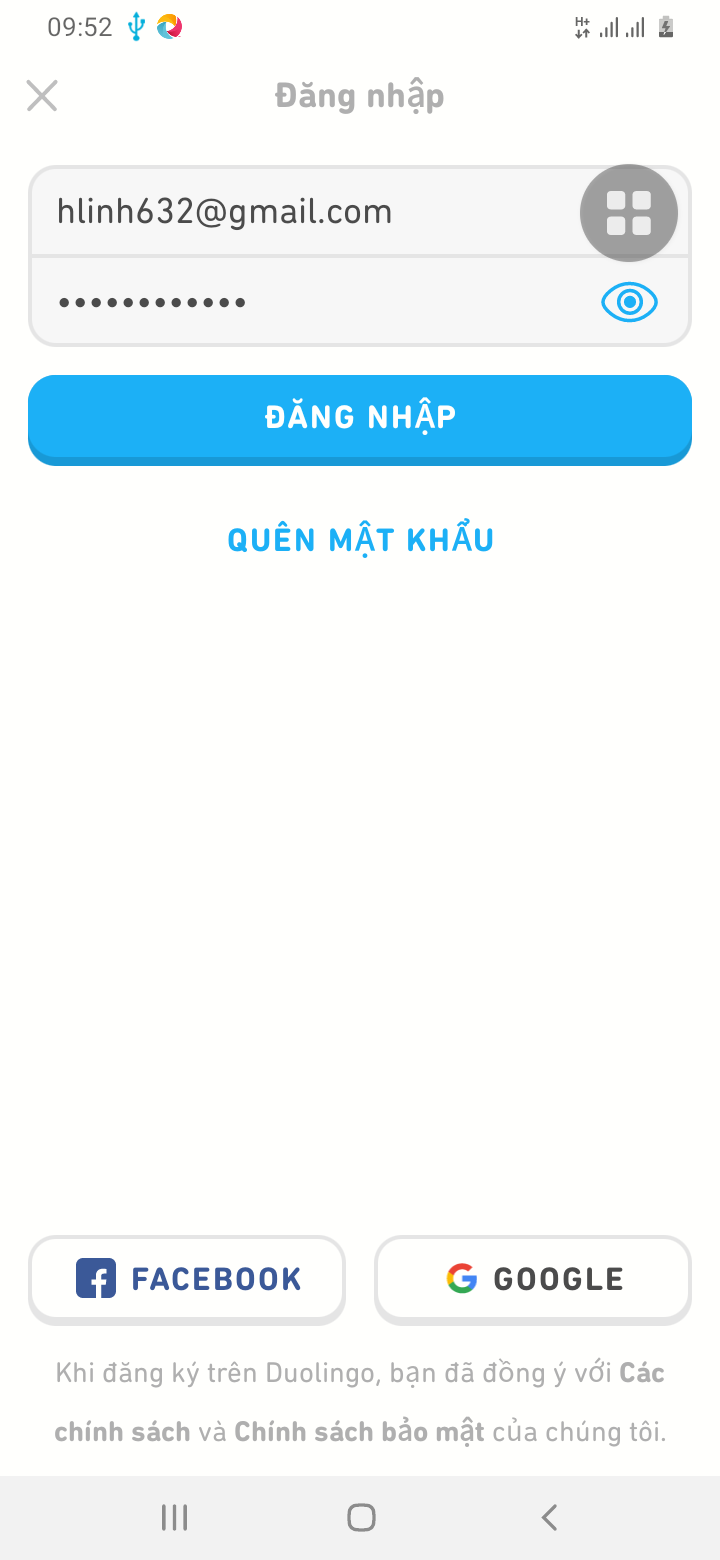 09:52
H+
Đăng nhập
hlinh632@gmail.com
••••••••••••
ĐĂNG NHẬP
QUÊN MẬT KHẨU
FACEBOOK
GOOGLE
Khi đăng ký trên Duolingo, bạn đã đồng ý với Các
chính sách và Chính sách bảo mật của chúng tôi.